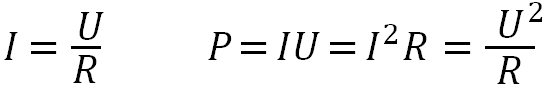 I = U/R    P = IU = I²R = U²/R